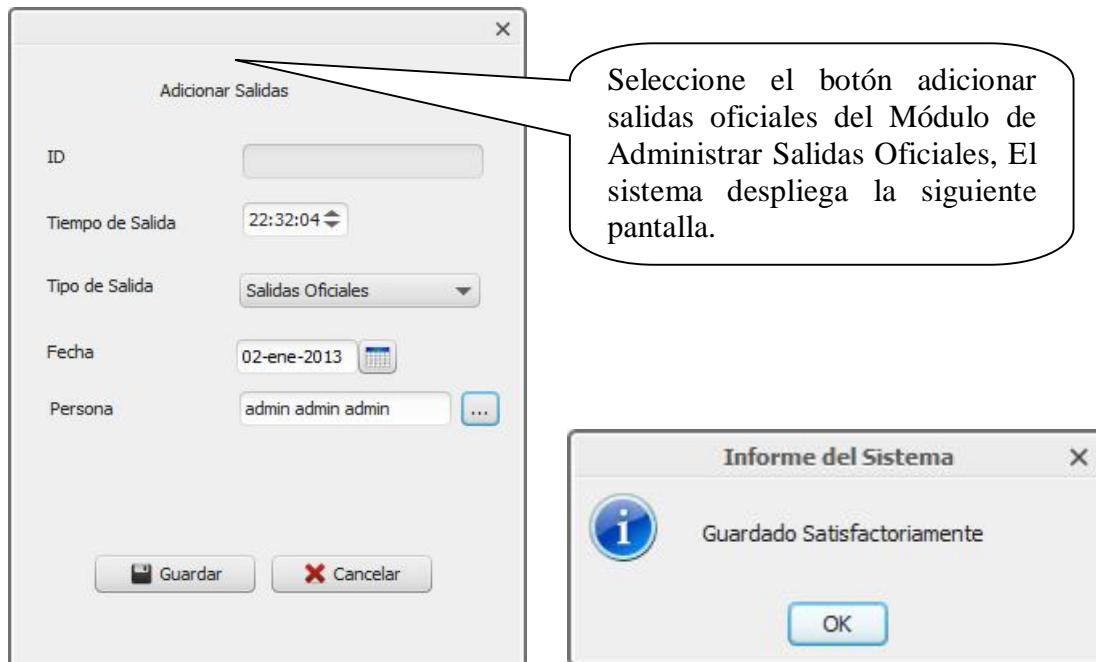 Adicionar Salidas
ID
Tiempo de Salida 22:32:04
Tipo de Salida Salidas Oficiales
Fecha 02-ene-2013
Persona admin admin admin ...
Guardar Cancelar
Seleccione el botón adicionar
salidas oficiales del Módulo de
Administrar Salidas Oficiales, El
sistema despliega la siguiente
pantalla.
Informe del Sistema
Guardado Satisfactoriamente
OK